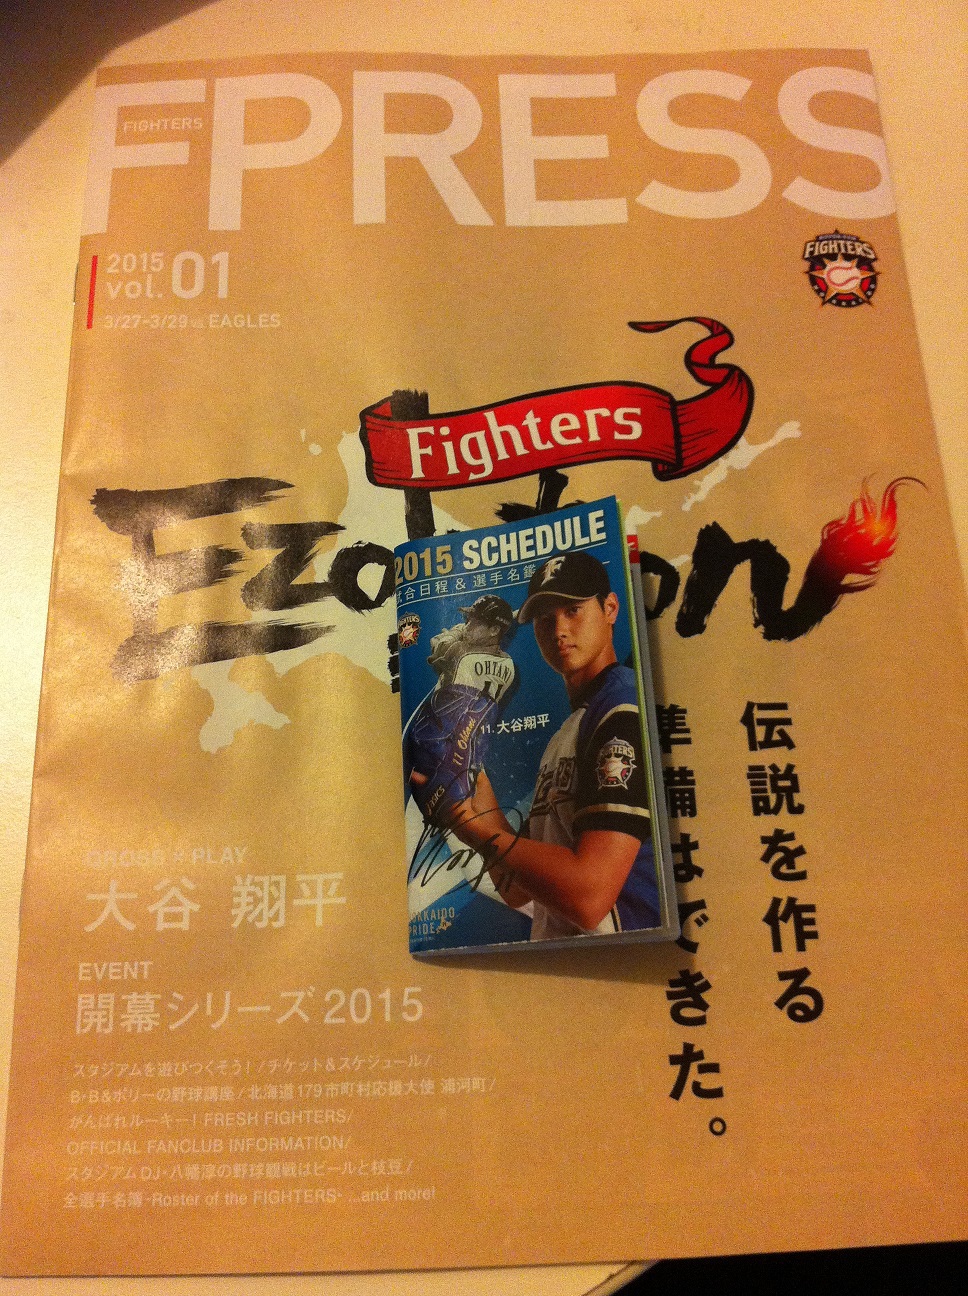 FPRESS
FIGHTERS
2015
vol. 01
3/27-3/29 vs. EAGLES
FIGHTERS
Fighters
2015 SCHEDULE
試合日程 & 選手名鑑
FIGHTERS
OHTANI
11
11. 大谷翔平
11 Ohtani
FIGHTERS
HOKKAIDO
PRIDE
伝説を作る
準備はできた。
CROSS PLAY
大谷 翔平
EVENT
開幕シリーズ2015
スタジアムを遊びつくそう! / チケット&スケジュール /
B・B&ポリーの野球講座 / 北海道179市町村応援大使 浦河町 /
がんばれルーキー! FRESH FIGHTERS/
OFFICIAL FANCLUB INFORMATION/
スタジアムDJ・八幡淳の野球観戦はビールと枝豆 /
全選手名簿 -Roster of the FIGHTERS- ...and more!